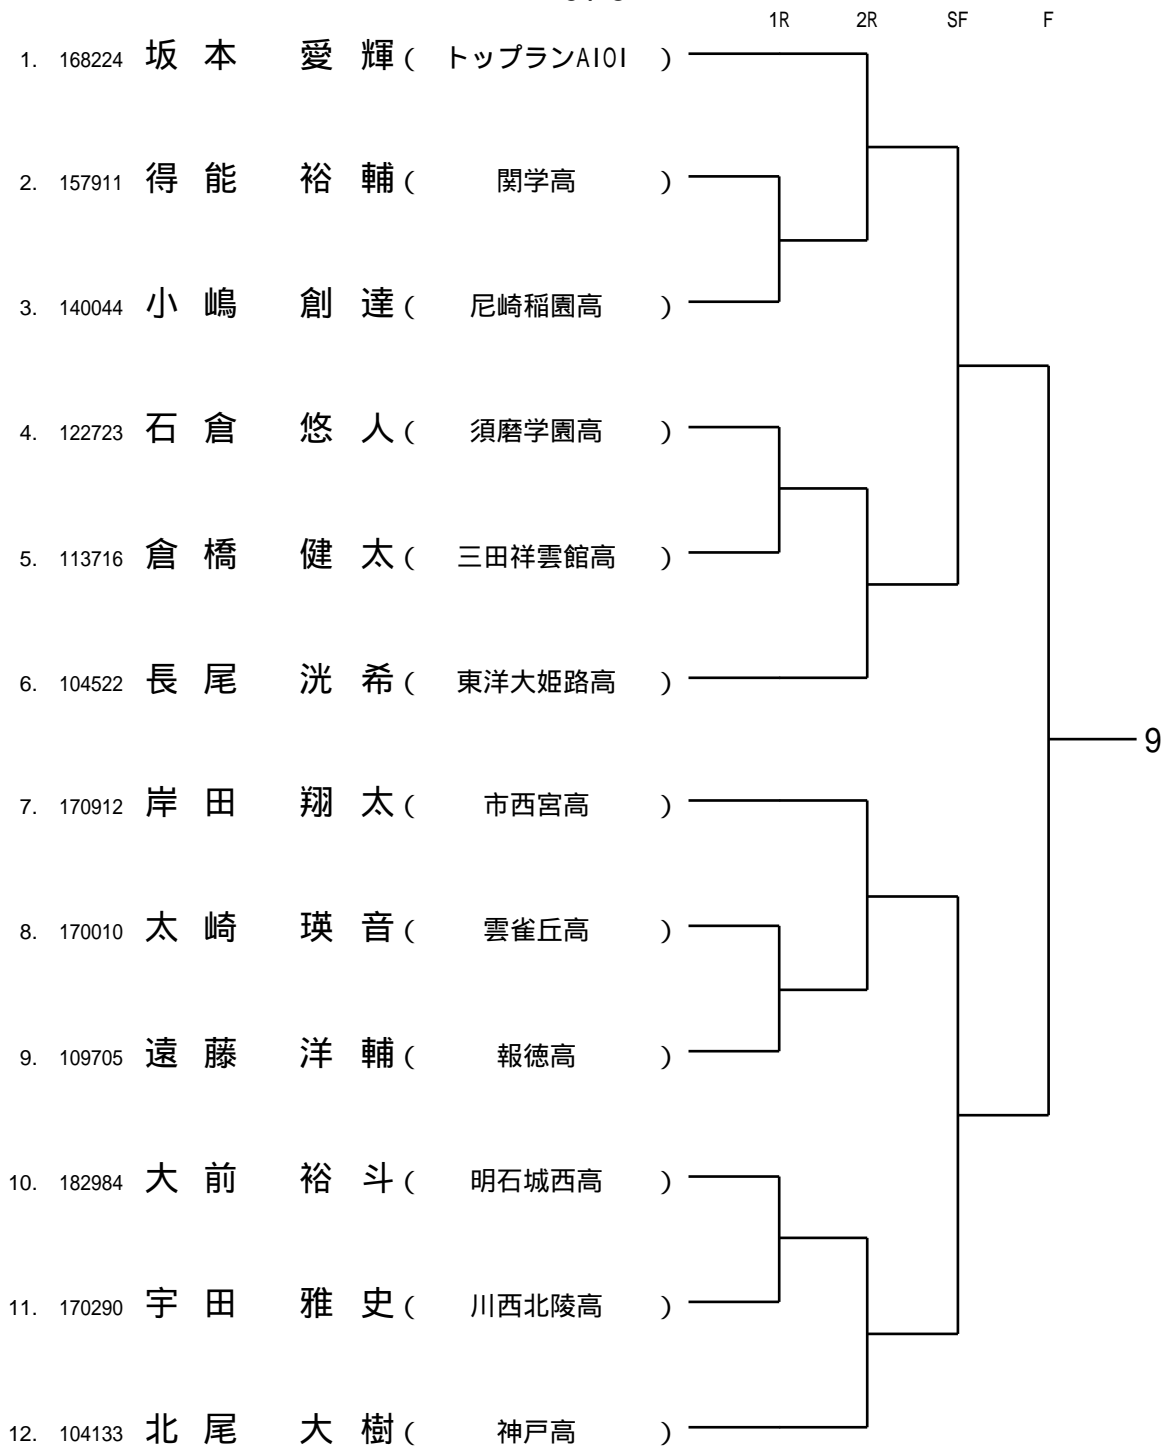 1R 2R SF F
1. 168224 坂本 愛輝 ( トップランAIOI )
2. 157911 得能 裕輔 ( 関学高 )
3. 140044 小嶋 創達 ( 尼崎稲園高 )
4. 122723 石倉 悠人 ( 須磨学園高 )
5. 113716 倉橋 健太 ( 三田祥雲館高 )
6. 104522 長尾 洸希 ( 東洋大姫路高 )
9
7. 170912 岸田 翔太 ( 市西宮高 )
8. 170010 太崎 瑛音 ( 雲雀丘高 )
9. 109705 遠藤 洋輔 ( 報徳高 )
10. 182984 大前 裕斗 ( 明石城西高 )
11. 170290 宇田 雅史 ( 川西北陵高 )
12. 104133 北尾 大樹 ( 神戸高 )